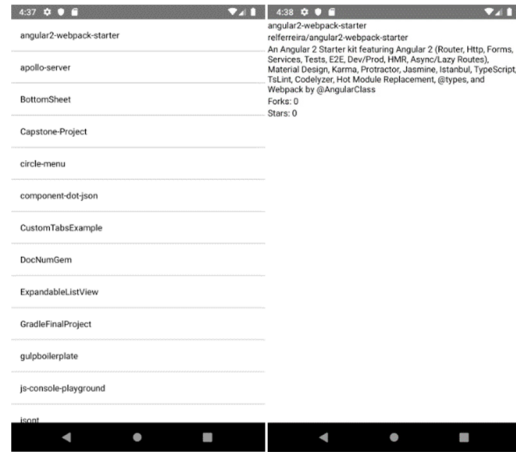 4:37
angular2-webpack-starter
apollo-server
BottomSheet
Capstone-Project
circle-menu
component-dot-json
CustomTabsExample
DocNumGem
ExpandableListView
GradleFinalProject
gulpboilerplate
js-console-playground
4:38
angular2-webpack-starter
relferreira/angular2-webpack-starter
An Angular 2 Starter kit featuring Angular 2 (Router, Http, Forms,
Services, Tests, E2E, Dev/Prod, HMR, Async/Lazy Routes),
Material Design, Karma, Protractor, Jasmine, Istanbul, TypeScript,
TsLint, Codelyzer, Hot Module Replacement, @types, and
Webpack by @AngularClass
Forks: 0
Stars: 0